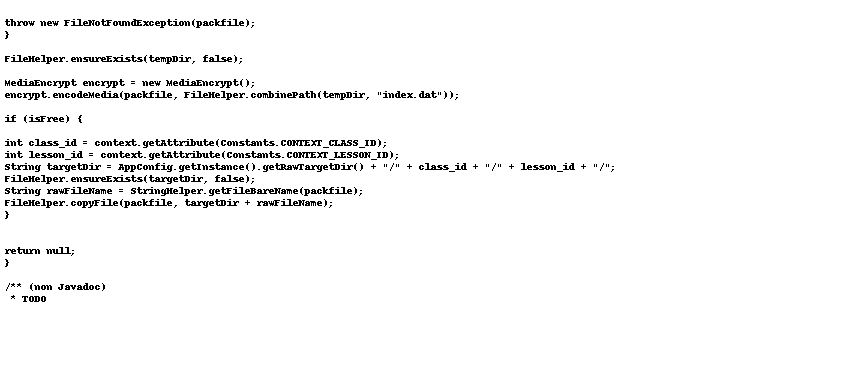 throw new FileNotFoundException(packfile);
}
FileHelper.ensureExists(tempDir, false);
MediaEncrypt encrypt = new MediaEncrypt();
encrypt.encodeMedia(packfile, FileHelper.combinePath(tempDir, "index.dat"));
if (isFree) {
int class_id = context.getAttribute(Constants.CONTEXT_CLASS_ID);
int lesson_id = context.getAttribute(Constants.CONTEXT_LESSON_ID);
String targetDir = AppConfig.getInstance().getRawTargetDir() + "/" + class_id + "/" + lesson_id + "/";
FileHelper.ensureExists(targetDir, false);
String rawFileName = StringHelper.getFileBareName(packfile);
FileHelper.copyFile(packfile, targetDir + rawFileName);
}
return null;
}
/** (non Javadoc)
 * TODO